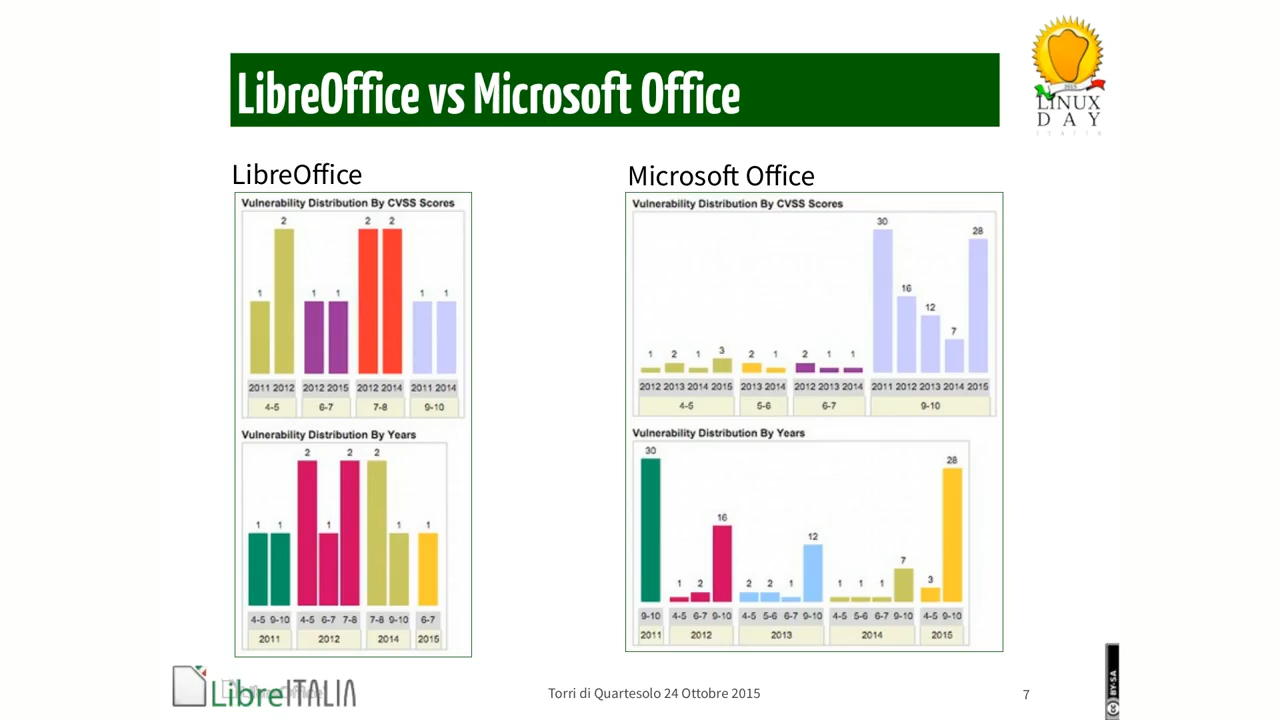 LibreOffice vs Microsoft Office
2015
LINUX
DAY
ITALIA
LibreOffice
Vulnerability Distribution By CVSS Scores
1 2 1 1 2 2 1 1
2011 2012 2012 2015 2012 2014 2011 2014
4-5 6-7 7-8 9-10
Vulnerability Distribution By Years
1 1 2 1 2 2 1 1
4-5 9-10 4-5 6-7 7-8 7-8 9-10 6-7
2011 2012 2014 2015
Microsoft Office
Vulnerability Distribution By CVSS Scores
1 2 1 3 2 1 2 1 1 30 16 12 7 28
2012 2013 2014 2015 2013 2014 2012 2013 2014 2011 2012 2013 2014 2015
4-5 5-6 6-7 9-10
Vulnerability Distribution By Years
30 1 2 16 2 2 1 12 1 1 1 7 3 28
9-10 4-5 6-7 9-10 4-5 5-6 6-7 9-10 4-5 5-6 6-7 9-10 4-5 9-10
2011 2012 2013 2014 2015
LibreITALIA
Torri di Quartesolo 24 Ottobre 2015
7
BY-SA